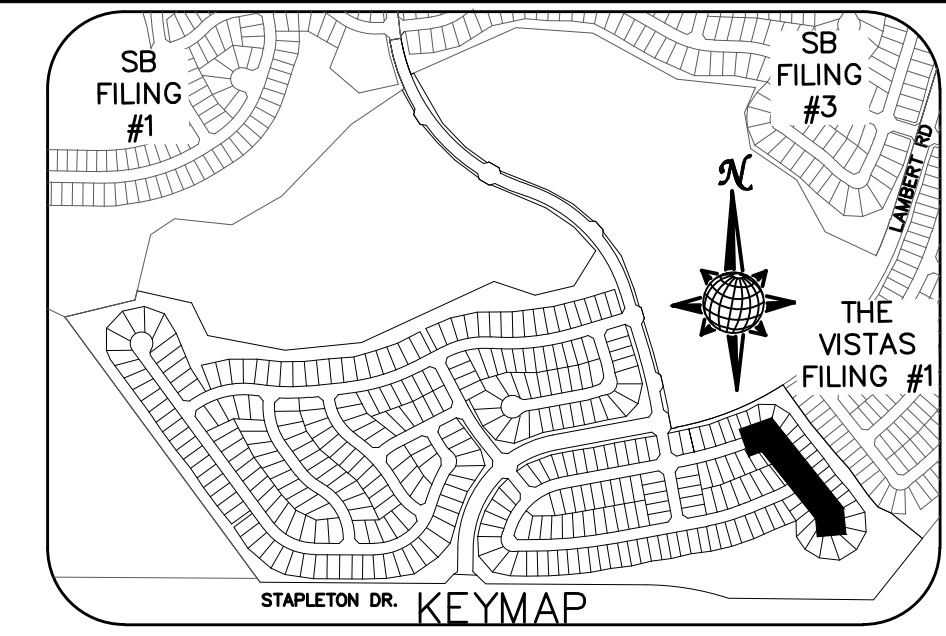 SB
FILING
#1
SB
FILING
#3
LAMBERT RD
N
THE
VISTAS
FILING #1
STAPLETON DR.
KEYMAP